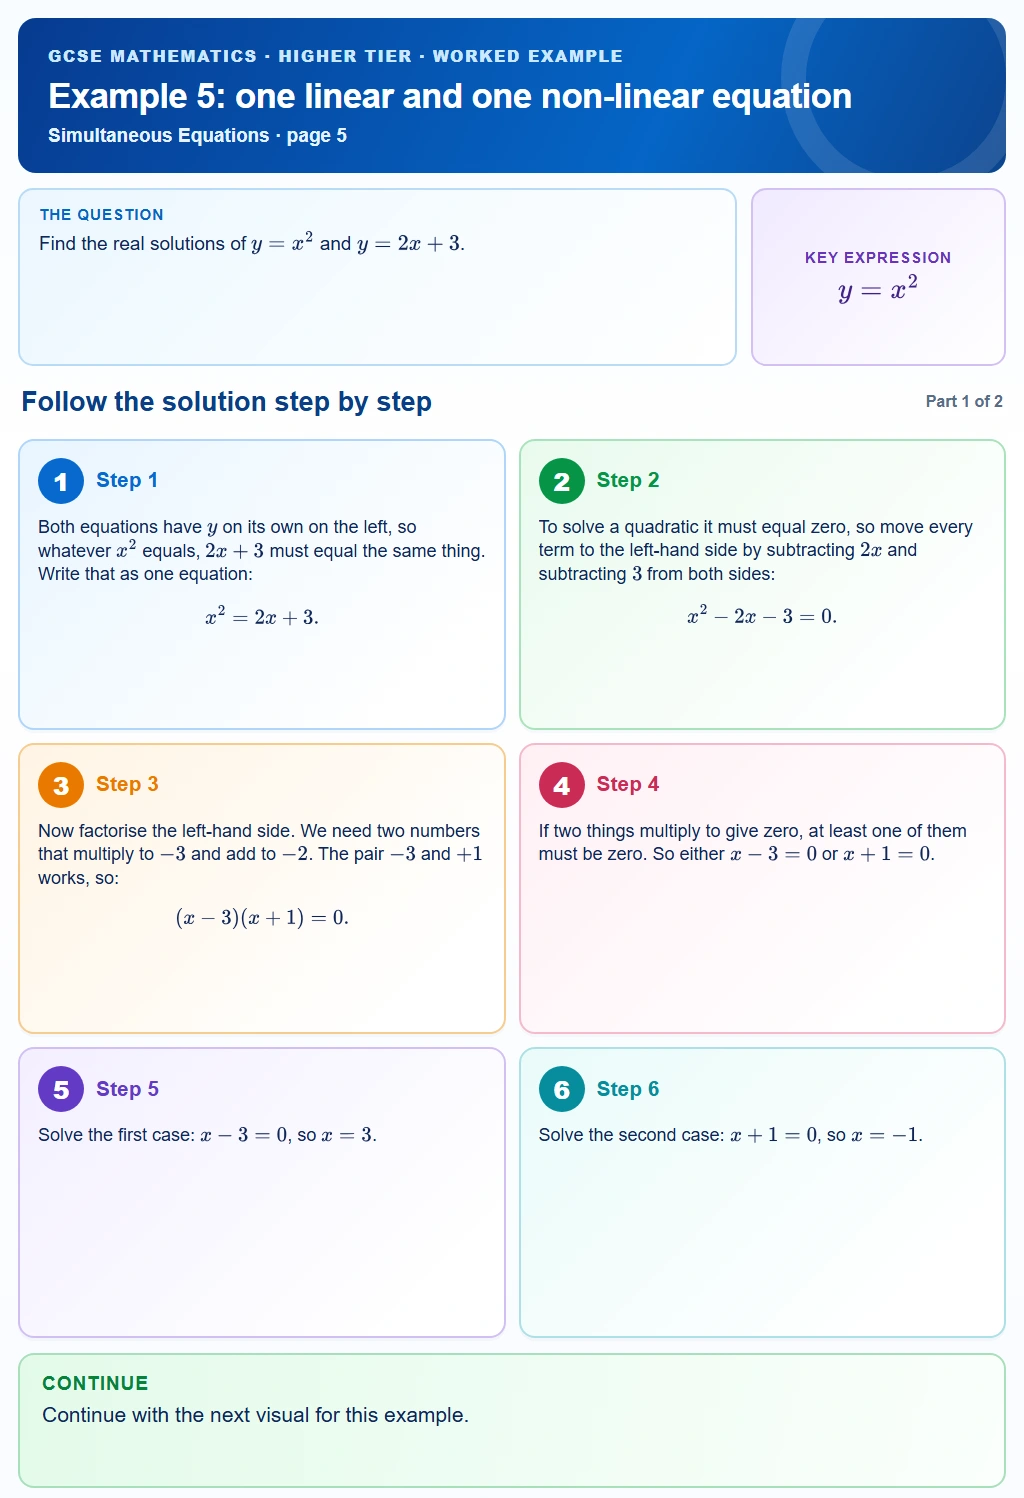 GCSE MATHEMATICS · HIGHER TIER · WORKED EXAMPLE
Example 5: one linear and one non-linear equation
Simultaneous Equations · page 5
THE QUESTION
Find the real solutions of y = x² and y = 2x + 3.
KEY EXPRESSION
y = x²
Follow the solution step by step
Part 1 of 2
1 Step 1
Both equations have y on its own on the left, so
whatever x² equals, 2x + 3 must equal the same thing.
Write that as one equation:
x² = 2x + 3.
2 Step 2
To solve a quadratic it must equal zero, so move every
term to the left-hand side by subtracting 2x and
subtracting 3 from both sides:
x² − 2x − 3 = 0.
3 Step 3
Now factorise the left-hand side. We need two numbers
that multiply to −3 and add to −2. The pair −3 and +1
works, so:
(x − 3)(x + 1) = 0.
4 Step 4
If two things multiply to give zero, at least one of them
must be zero. So either x − 3 = 0 or x + 1 = 0.
5 Step 5
Solve the first case: x − 3 = 0, so x = 3.
6 Step 6
Solve the second case: x + 1 = 0, so x = −1.
CONTINUE
Continue with the next visual for this example.